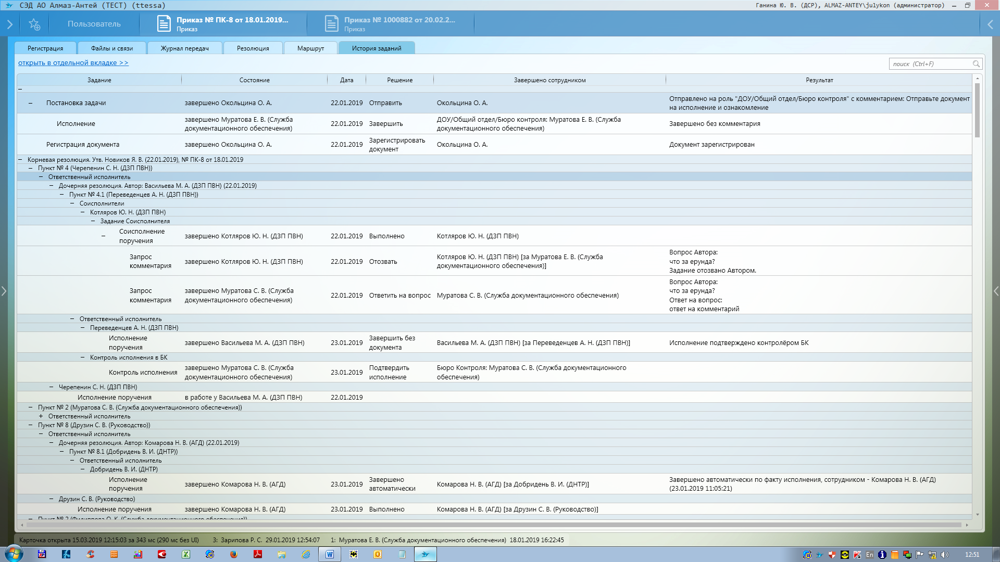 СЭД АО Алмаз-Антей (ТЕСТ) (ttessa)
Ганина Ю. В. (ДСР), ALMAZ-ANTEY\julykon (администратор)
Пользователь
Приказ № ПК-8 от 18.01.2019...
Приказ
Приказ № 1000882 от 20.02.2...
Приказ
Регистрация
Файлы и связи
Журнал передач
Резолюция
Маршрут
История заданий
открыть в отдельной вкладке >>
поиск (Ctrl+F)
Задание Состояние Дата Решение Завершено сотрудником Результат
Постановка задачи завершено Окольцина О. А. 22.01.2019 Отправить Окольцина О. А. Отправлено на роль "ДОУ/Общий отдел/Бюро контроля" с комментарием: Отправьте документ
на исполнение и ознакомление
Исполнение завершено Муратова Е. В. (Служба
документационного обеспечения) 22.01.2019 Завершить ДОУ/Общий отдел/Бюро контроля: Муратова Е. В. (Служба
документационного обеспечения) Завершено без комментария
Регистрация документа завершено Окольцина О. А. 22.01.2019 Зарегистрировать
документ Окольцина О. А. Документ зарегистрирован
Корневая резолюция. Утв. Новиков Я. В. (22.01.2019), № ПК-8 от 18.01.2019
Пункт № 4 (Черепенин С. Н. (ДЗП ПВН))
Ответственный исполнитель
Дочерняя резолюция. Автор: Васильева М. А. (ДЗП ПВН) (22.01.2019)
Пункт № 4.1 (Переведенцев А. Н. (ДЗП ПВН))
Соисполнители
Котляров Ю. Н. (ДЗП ПВН)
Задание Соисполнителя
Соисполнение
поручения завершено Котляров Ю. Н. (ДЗП ПВН) 22.01.2019 Выполнено Котляров Ю. Н. (ДЗП ПВН)
Запрос
комментария завершено Котляров Ю. Н. (ДЗП ПВН) 22.01.2019 Отозвать Котляров Ю. Н. (ДЗП ПВН) [за Муратова Е. В. (Служба
документационного обеспечения)] Вопрос Автора:
что за ерунда?
Задание отозвано Автором.
Запрос
комментария завершено Муратова С. В. (Служба
документационного обеспечения) 22.01.2019 Ответить на вопрос Муратова С. В. (Служба документационного обеспечения) Вопрос Автора:
что за ерунда?
Ответ на вопрос:
ответ на комментарий
Ответственный исполнитель
Переведенцев А. Н. (ДЗП ПВН)
Исполнение
поручения завершено Васильева М. А. (ДЗП ПВН) 23.01.2019 Завершить без
документа Васильева М. А. (ДЗП ПВН) [за Переведенцев А. Н. (ДЗП ПВН)] Исполнение подтверждено контролёром БК
Контроль исполнения в БК
Контроль исполнения завершено Муратова С. В. (Служба
документационного обеспечения) 23.01.2019 Подтвердить
исполнение Бюро Контроля: Муратова С. В. (Служба документационного
обеспечения)
Черепенин С. Н. (ДЗП ПВН)
Исполнение поручения в работе у Васильева М. А. (ДЗП ПВН) 22.01.2019
Пункт № 2 (Муратова С. В. (Служба документационного обеспечения))
Ответственный исполнитель
Пункт № 8 (Друзин С. В. (Руководство))
Ответственный исполнитель
Дочерняя резолюция. Автор: Комарова Н. В. (АГД) (22.01.2019)
Пункт № 8.1 (Добридень В. И. (ДНТР))
Ответственный исполнитель
Добридень В. И. (ДНТР)
Исполнение
поручения завершено Комарова Н. В. (АГД) 23.01.2019 Завершено
автоматически Комарова Н. В. (АГД) [за Добридень В. И. (ДНТР)] Завершено автоматически по факту исполнения, сотрудником - Комарова Н. В. (АГД)
(23.01.2019 11:05:21)
Друзин С. В. (Руководство)
Исполнение поручения завершено Комарова Н. В. (АГД) 23.01.2019 Выполнено Комарова Н. В. (АГД) [за Друзин С. В. (Руководство)]
Пункт № 2 (Филиппова О. К. (Служба документационного обеспечения))
Карточка открыта 15.03.2019 12:15:03 за 343 мс (290 мс без UI) 3: Зарипова Р. С. 29.01.2019 12:54:07 1: Муратова Е. В. (Служба документационного обеспечения) 18.01.2019 16:22:45
En
12:51